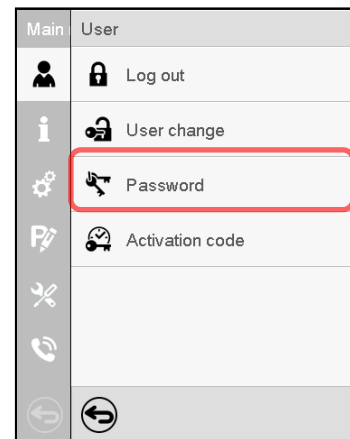 Main
User
Log out
User change
Password
Activation code